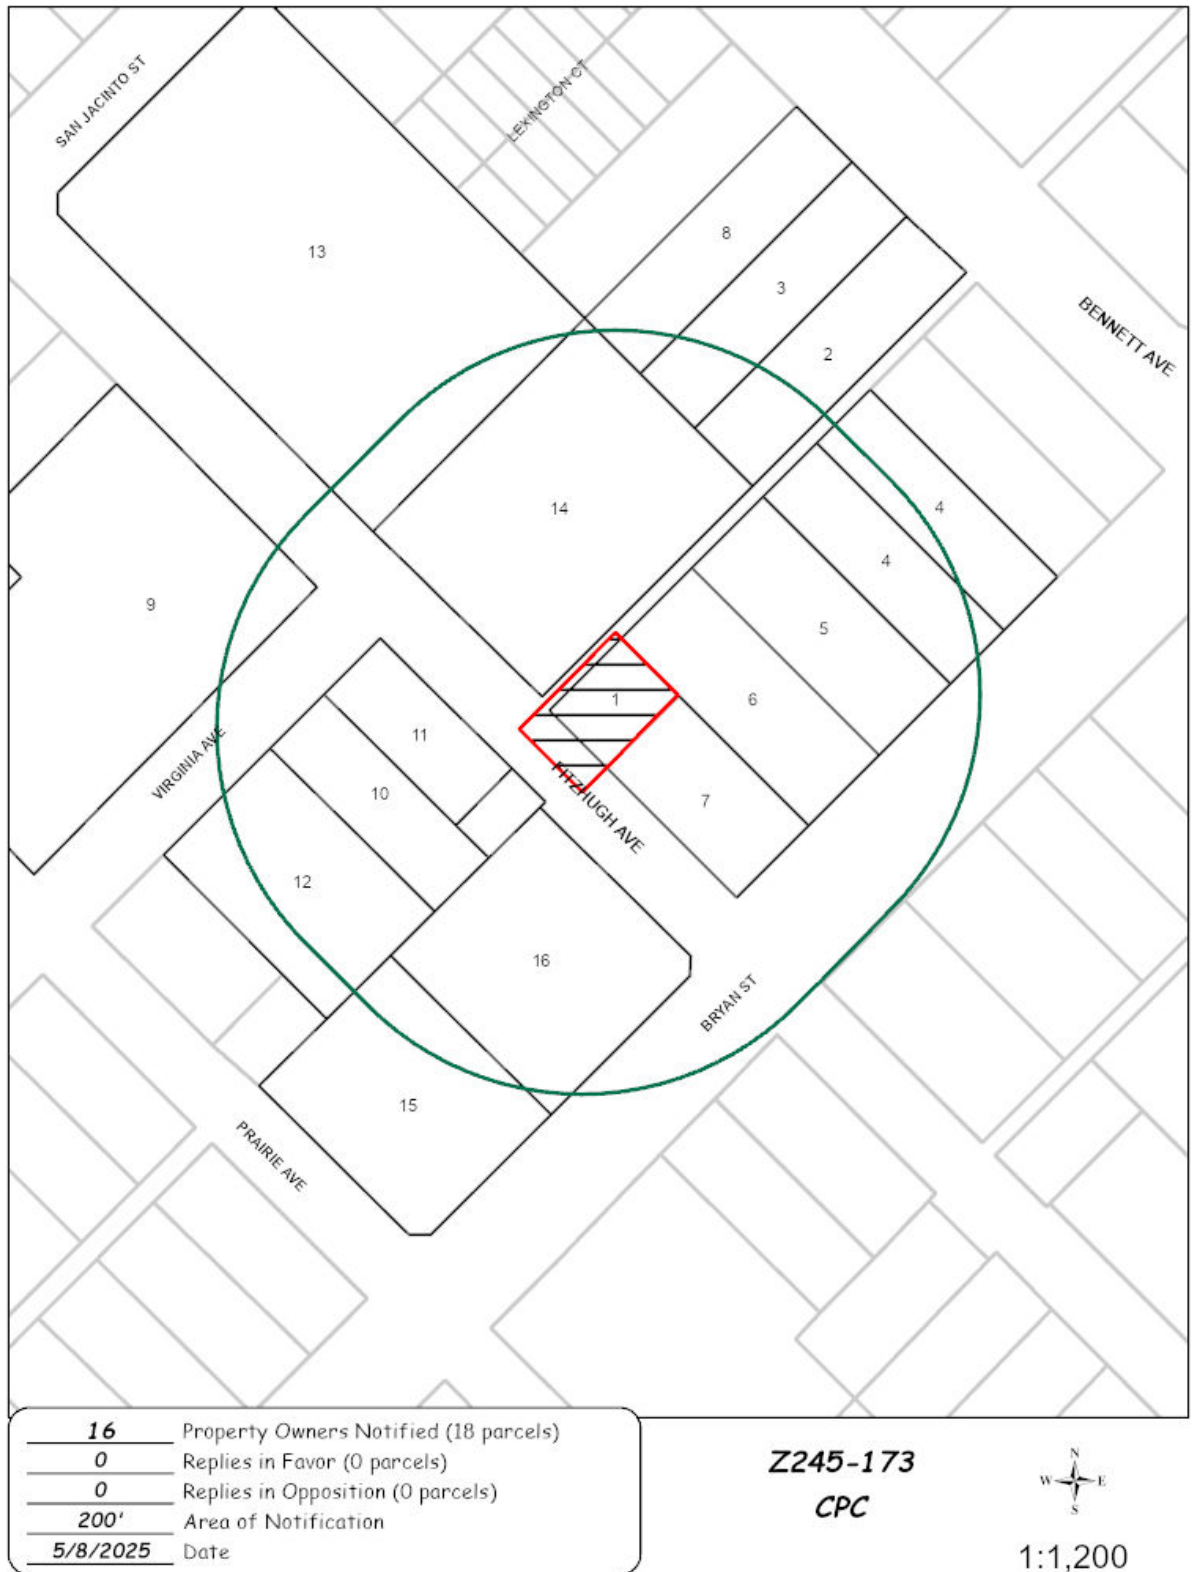 SAN JACINTO ST
LEXINGTON CT
8
13
3
BENNETT AVE
2
14
4
4
9
5
1
6
11
VIRGINIA AVE
10
7
FITZHUGH AVE
12
16
BRYAN ST
15
PRAIRIE AVE
16 Property Owners Notified (18 parcels)
0 Replies in Favor (0 parcels)
0 Replies in Opposition (0 parcels)
200' Area of Notification
5/8/2025 Date
Z245-173
CPC
N
W E
S
1:1,200